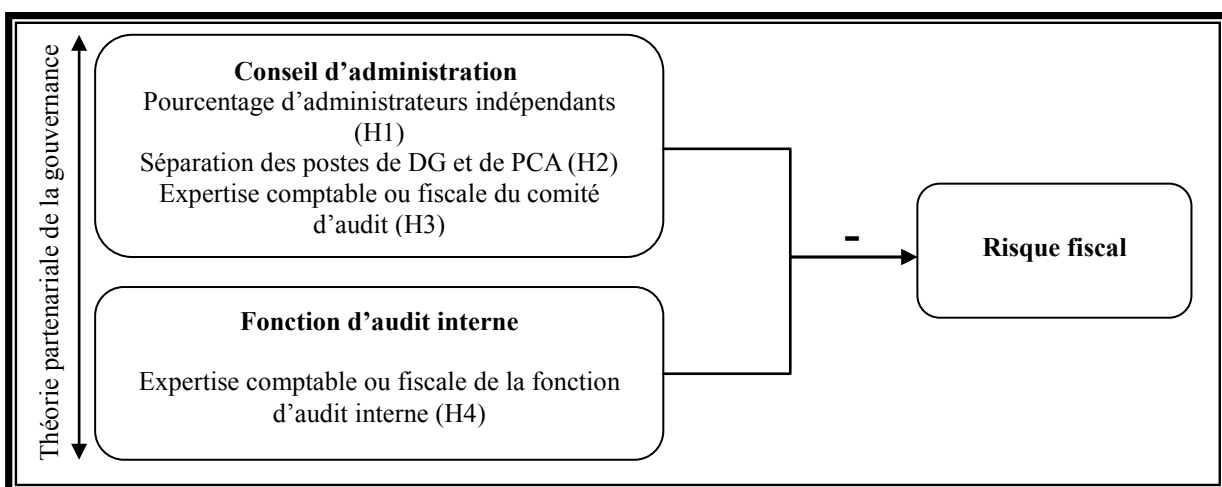 Théorie partenariale de la gouvernance
Conseil d’administration
Pourcentage d’administrateurs indépendants
(H1)
Séparation des postes de DG et de PCA (H2)
Expertise comptable ou fiscale du comité
d’audit (H3)
Fonction d’audit interne
Expertise comptable ou fiscale de la fonction
d’audit interne (H4)
-
Risque fiscal